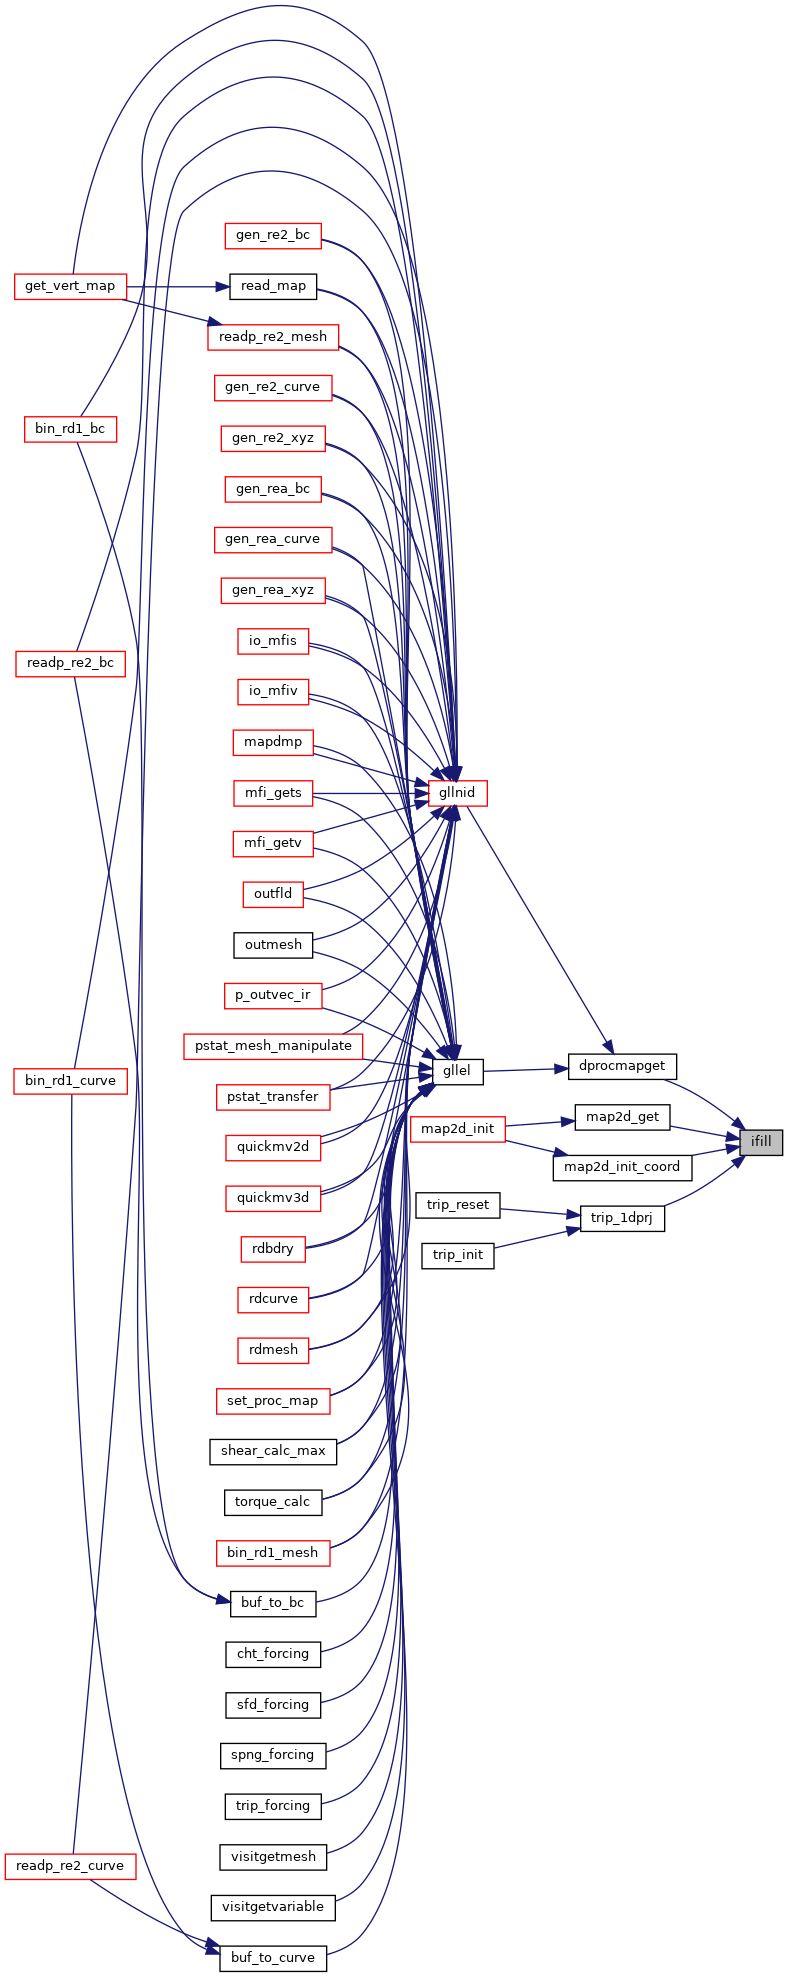 gen_re2_bc
get_vert_map
read_map
readp_re2_mesh
gen_re2_curve
bin_rd1_bc
gen_re2_xyz
gen_rea_bc
gen_rea_curve
gen_rea_xyz
io_mfis
readp_re2_bc
io_mfiv
mapdmp
mfi_gets
gllnid
mfi_getv
outfld
outmesh
p_outvec_ir
pstat_mesh_manipulate
dprocmapget
gllel
bin_rd1_curve
pstat_transfer
map2d_get
map2d_init
ifill
quickmv2d
map2d_init_coord
quickmv3d
trip_reset
trip_1dprj
rdbdry
trip_init
rdcurve
rdmesh
set_proc_map
shear_calc_max
torque_calc
bin_rd1_mesh
buf_to_bc
cht_forcing
sfd_forcing
spng_forcing
trip_forcing
visitgetmesh
readp_re2_curve
visitgetvariable
buf_to_curve